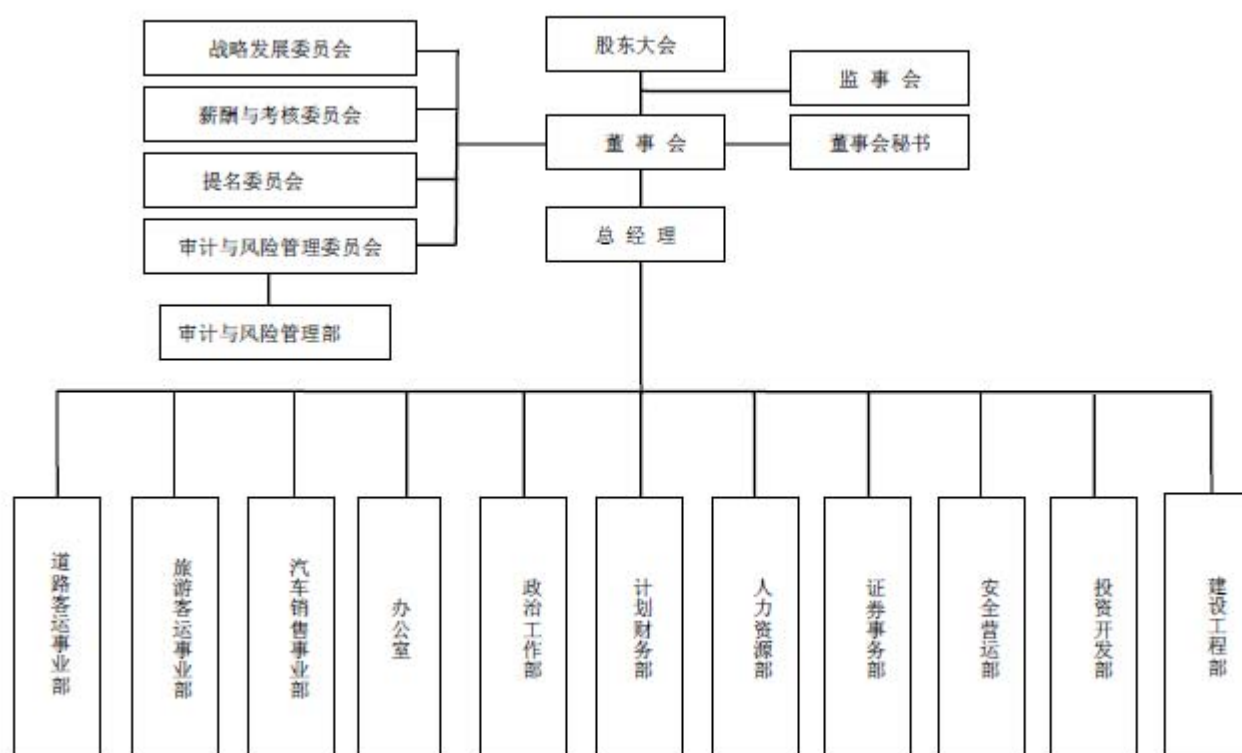 战略发展委员会
股东大会
监 事 会
薪酬与考核委员会
董 事 会
董事会秘书
提名委员会
总 经 理
审计与风险管理委员会
审计与风险管理部
道路客运事业部
旅游客运事业部
汽车销售事业部
办公室
政治工作部
计划财务部
人力资源部
证券事务部
安全营运部
投资开发部
建设工程部